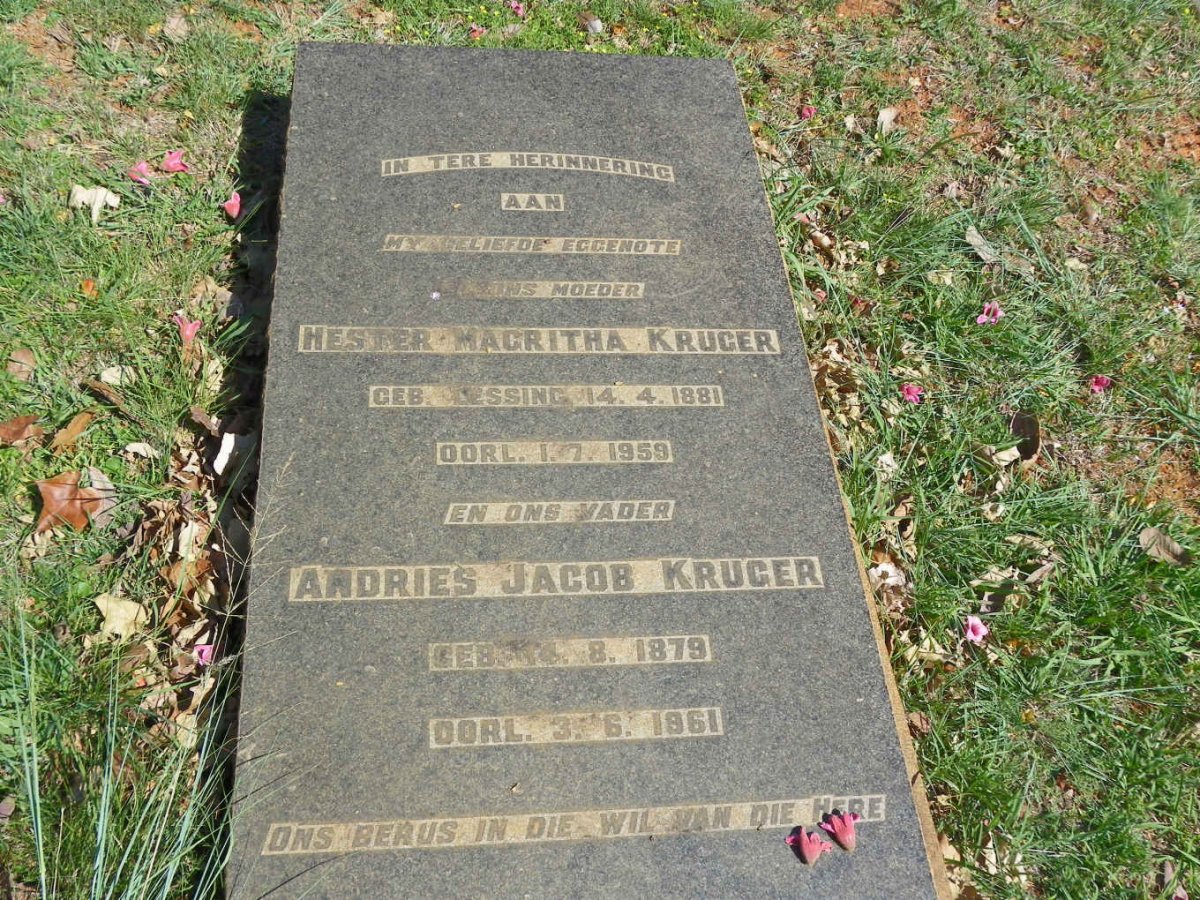 IN TERE HERINNERING
AAN
MY GELIEFDE EGGENOTE
ONS MOEDER
HESTER MAGRITHA KRUGER
GEB. LESSING 14. 4. 1881
OORL. 1. 7. 1959
EN ONS VADER
ANDRIES JACOB KRUGER
GEB. 14. 8. 1879
OORL. 3. 6. 1961
ONS BERUS IN DIE WIL VAN DIE HERE